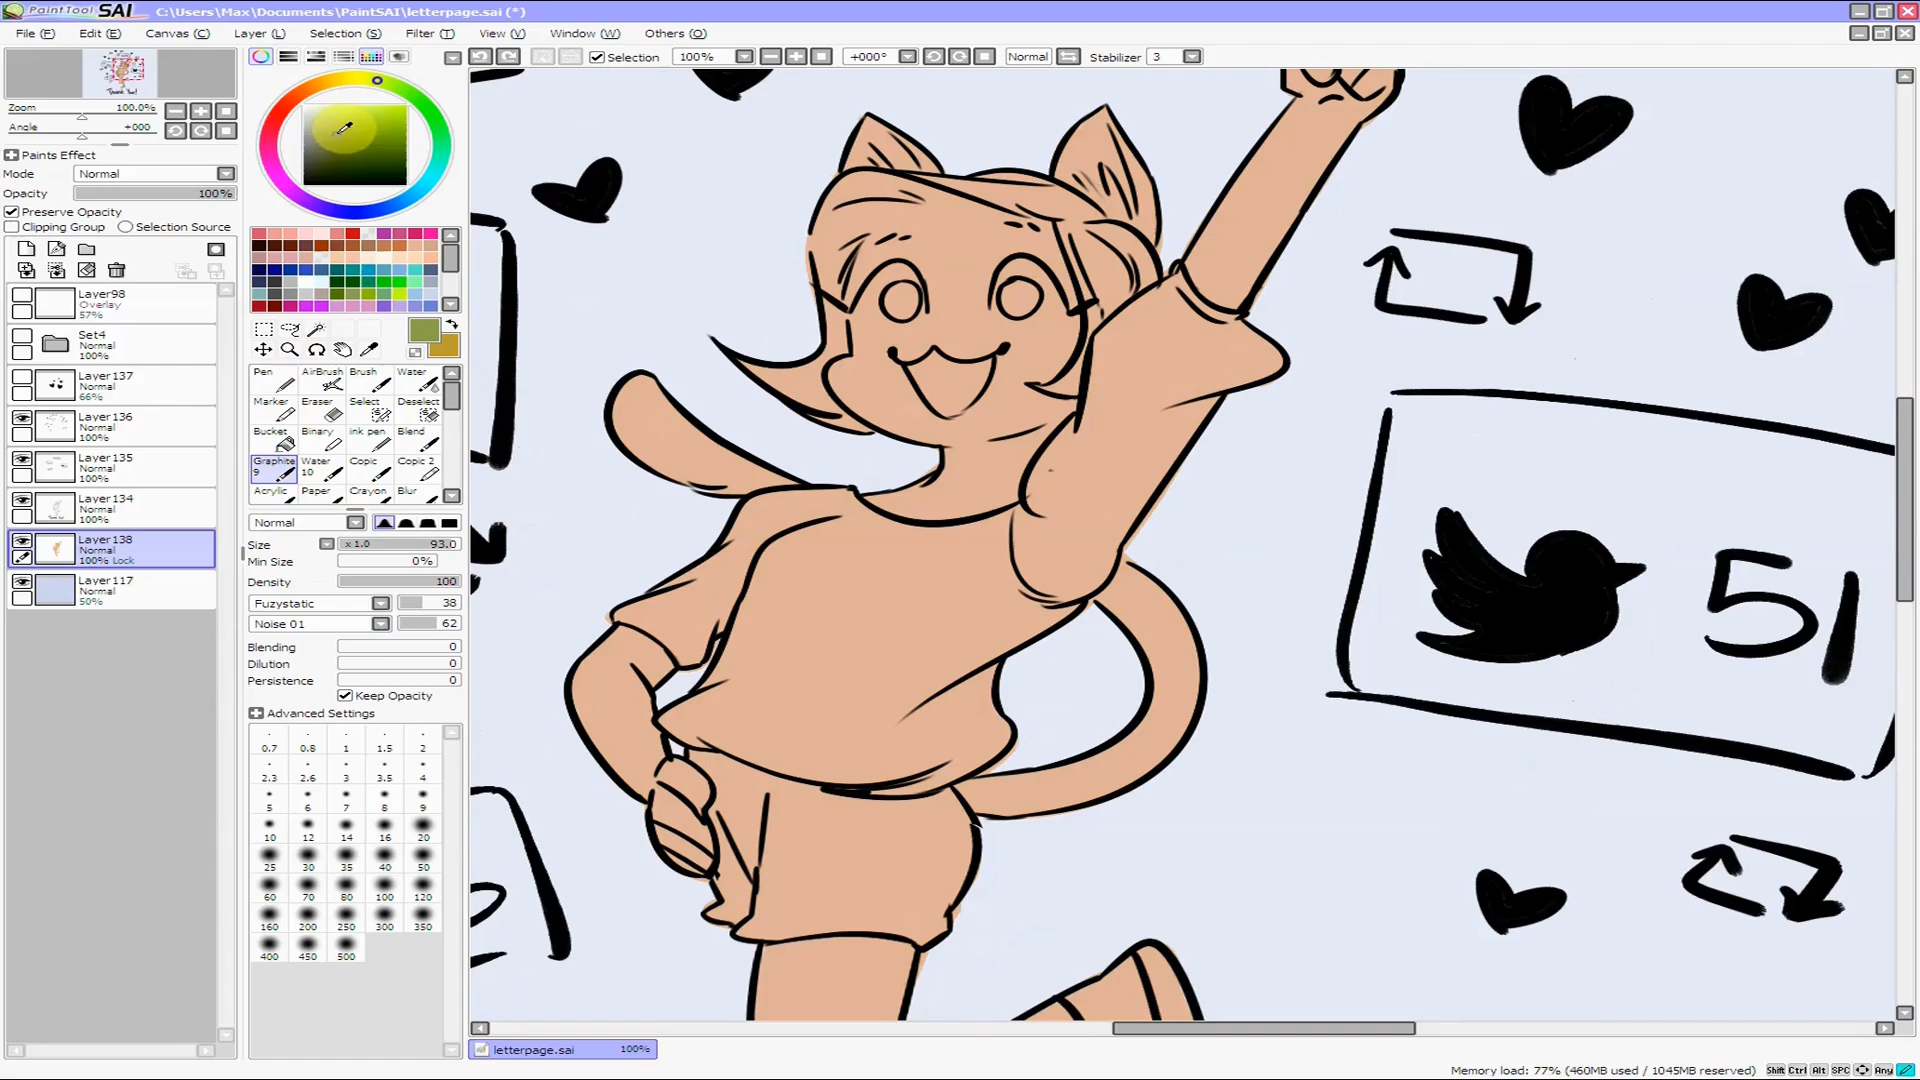 PaintTool SAI C:\Users\Max\Documents\PaintSAI\letterpage.sai (*)
File (F) Edit (E) Canvas (C) Layer (L) Selection (S) Filter (T) View (V) Window (W) Others (O)
Selection 100% +000° Normal Stabilizer 3
Zoom 100.0%
Angle +000
Paints Effect
Mode Normal
Opacity 100%
Preserve Opacity
Clipping Group Selection Source
Layer98
Overlay
57%
Set4
Normal
100%
Layer137
Normal
66%
Layer136
Normal
100%
Layer135
Normal
100%
Layer134
Normal
100%
Layer138
Normal
100% Lock
Layer117
Normal
50%
Pen AirBrush Brush Water
Marker Eraser Select Deselect
Bucket Binary ink pen Blend
Graphite 9 Water 10 Copic Copic 2
Acrylic Paper Crayon Blur
Normal
Size x 1.0 93.0
Min Size 0%
Density 100
Fuzystatic 38
Noise 01 62
Blending 0
Dilution 0
Persistence 0
Keep Opacity
Advanced Settings
0.7 0.8 1 1.5 2
2.3 2.6 3 3.5 4
5 6 7 8 9
10 12 14 16 20
25 30 35 40 50
60 70 80 100 120
160 200 250 300 350
400 450 500
51
Thank You!
letterpage.sai 100%
Memory load: 77% (460MB used / 1045MB reserved) Shift Ctrl Alt SPC Any